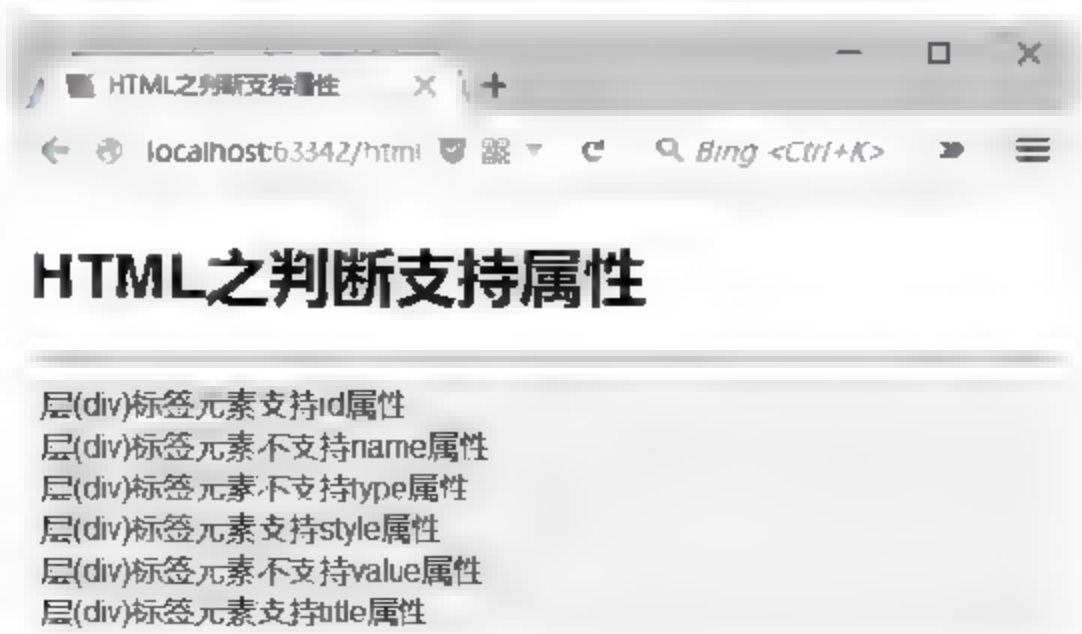 HTML之判断支持属性
localhost:63342/html
Bing <Ctrl+K>
HTML之判断支持属性
层(div)标签元素支持id属性
层(div)标签元素不支持name属性
层(div)标签元素不支持type属性
层(div)标签元素支持style属性
层(div)标签元素不支持value属性
层(div)标签元素支持title属性